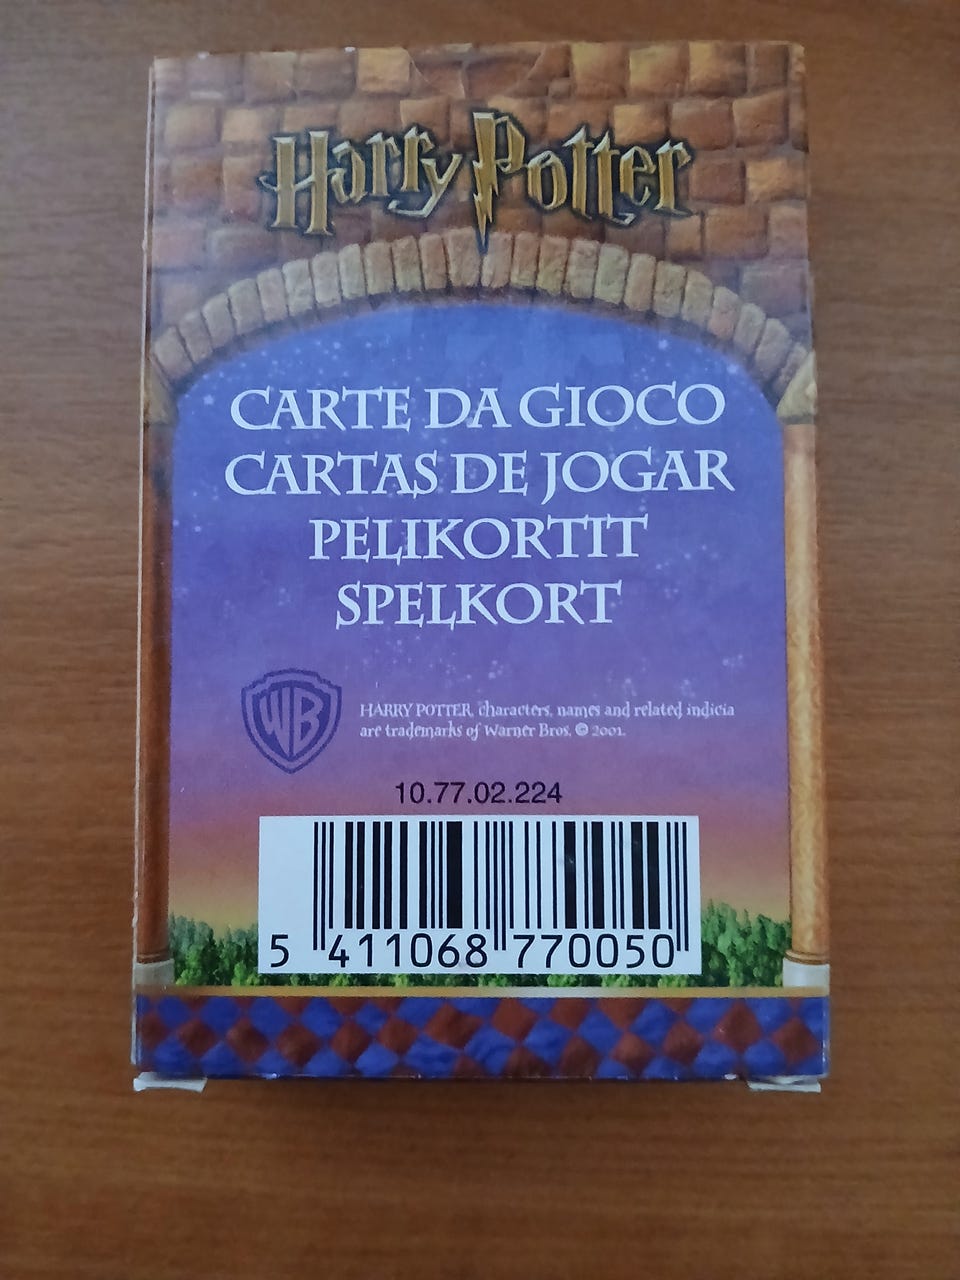 Harry Potter
CARTE DA GIOCO
CARTAS DE JOGAR
PELIKORTIT
SPELKORT
WB
HARRY POTTER, characters, names and related indicia
are trademarks of Warner Bros. © 2001.
10.77.02.224
5 411068 770050